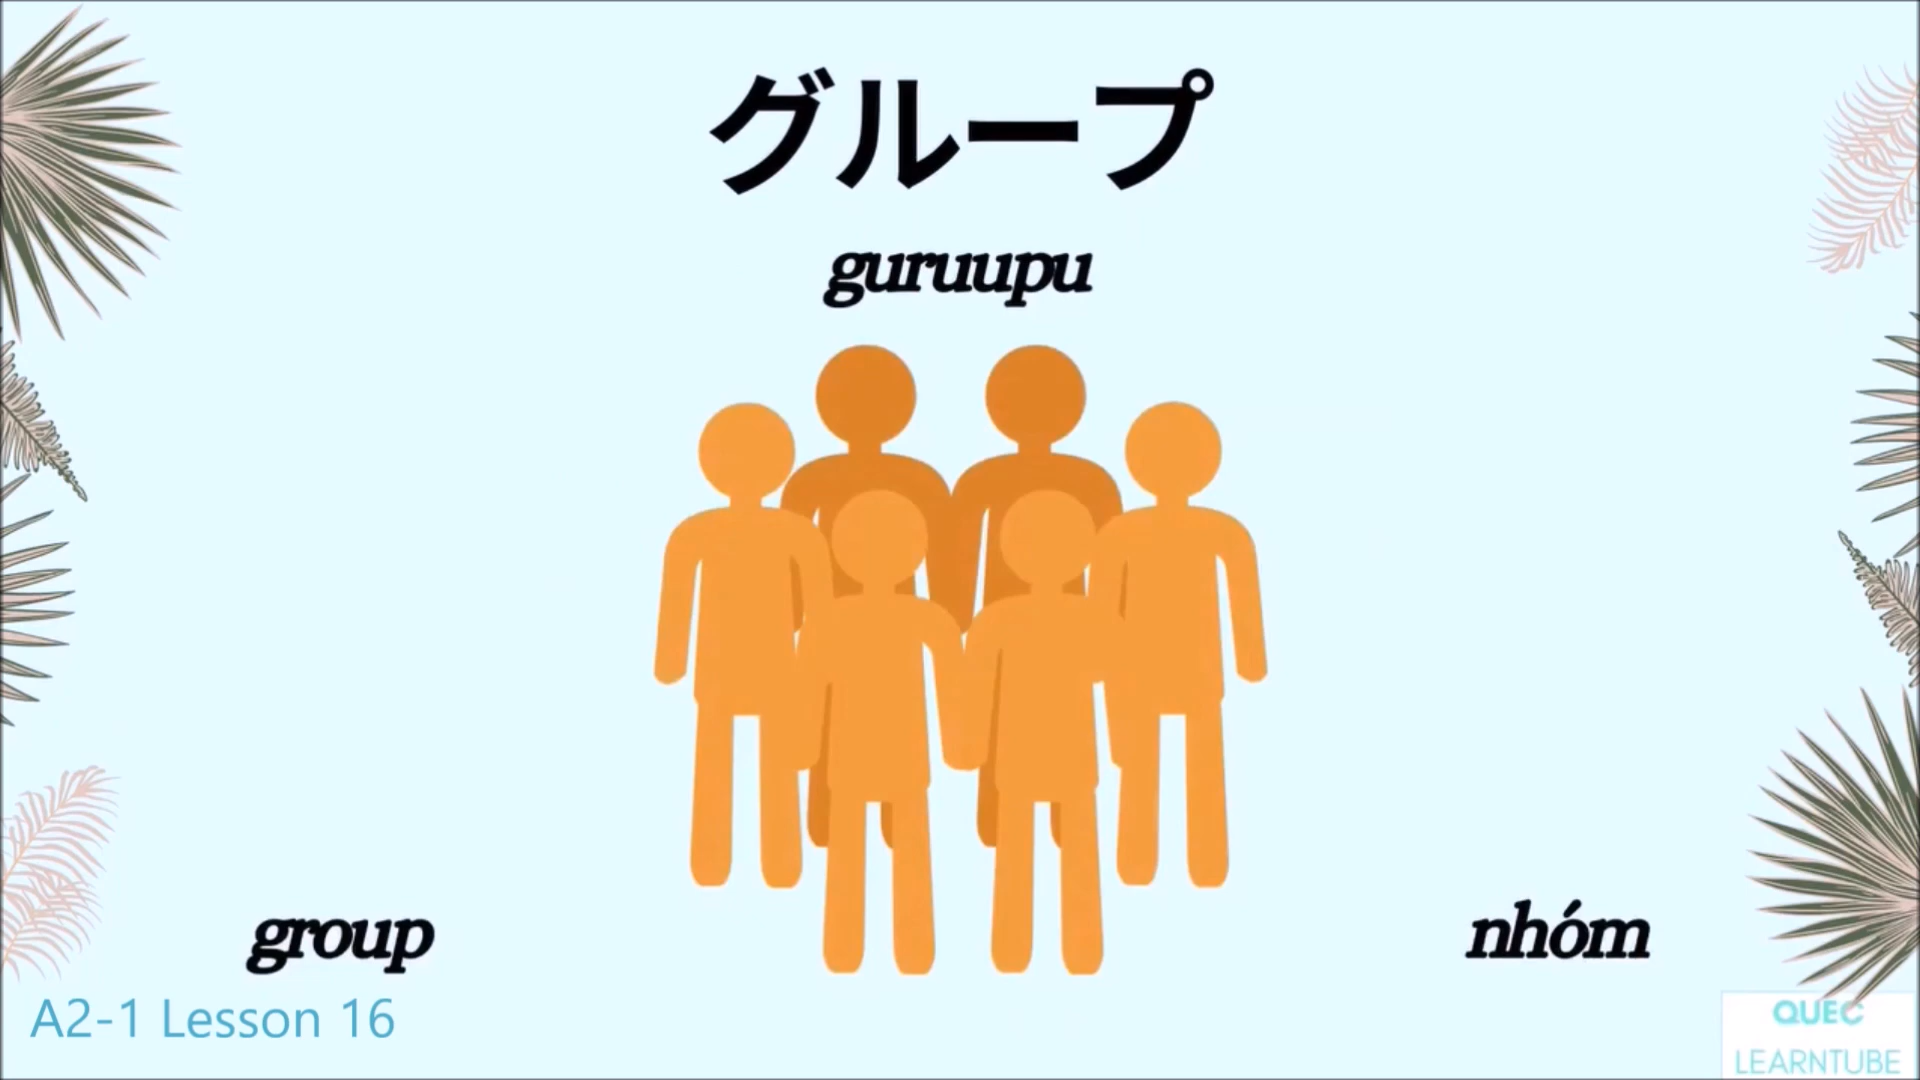 グループ
guruupu
group
nhóm
A2-1 Lesson 16
QUEC
LEARNTUBE